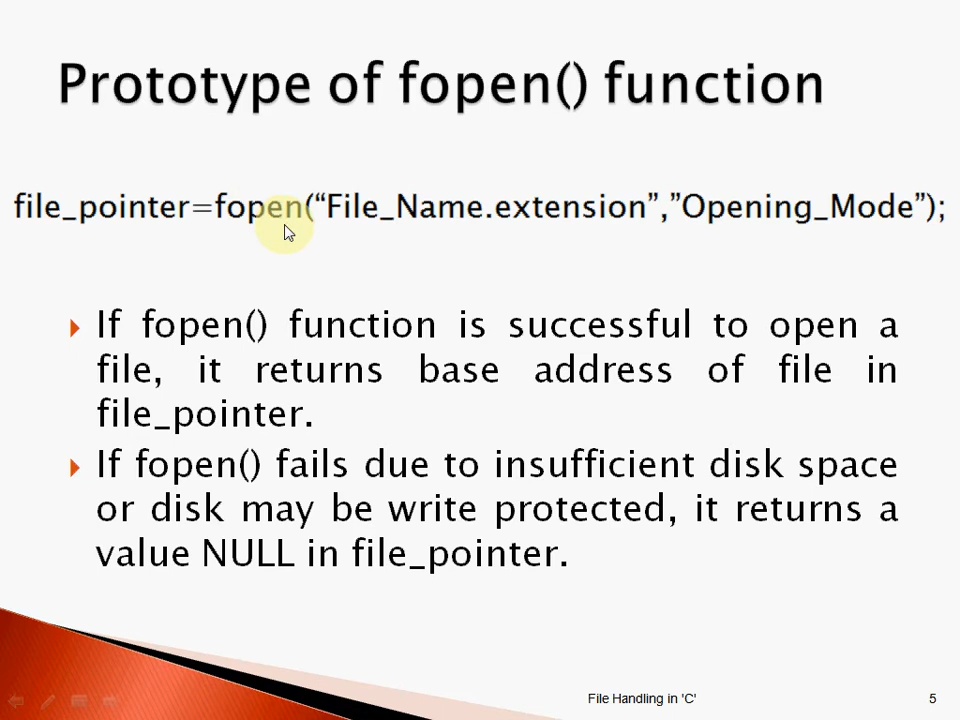 Prototype of fopen() function
file_pointer=fopen(“File_Name.extension”,”Opening_Mode”);
If fopen() function is successful to open a
file, it returns base address of file in
file_pointer.
If fopen() fails due to insufficient disk space
or disk may be write protected, it returns a
value NULL in file_pointer.
File Handling in 'C'
5